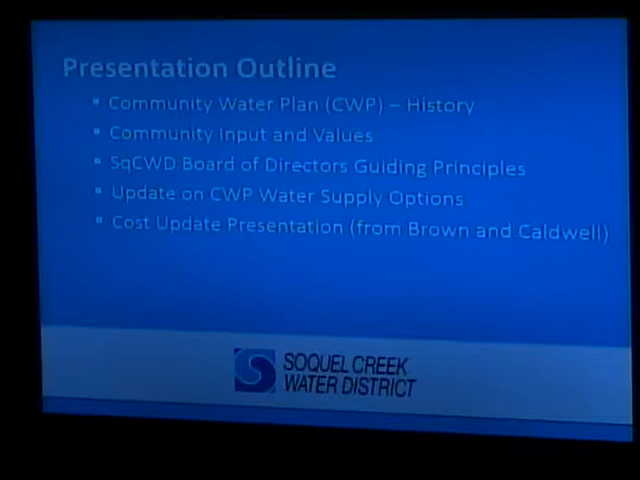 Presentation Outline
▪ Community Water Plan (CWP) – History
▪ Community Input and Values
▪ SqCWD Board of Directors Guiding Principles
▪ Update on CWP Water Supply Options
▪ Cost Update Presentation (from Brown and Caldwell)
SOQUEL CREEK
WATER DISTRICT